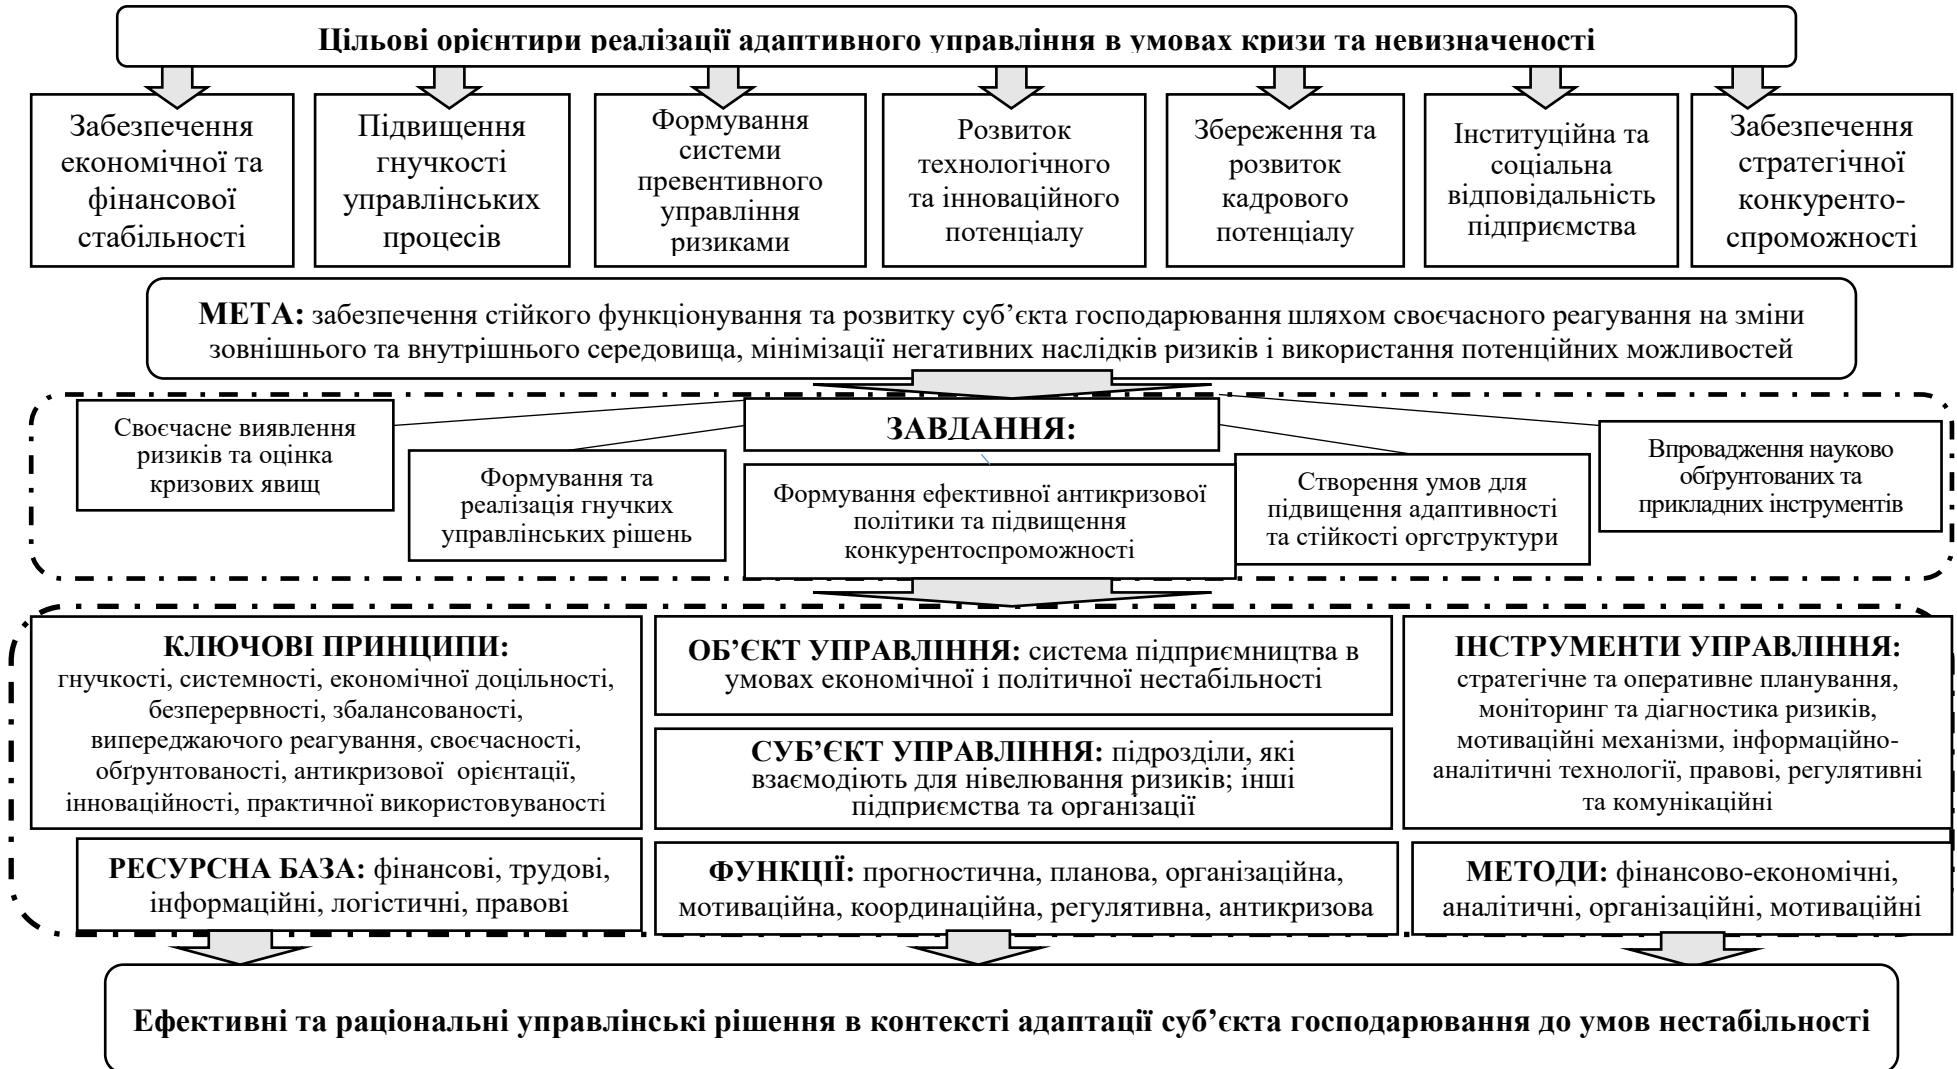 Цільові орієнтири реалізації адаптивного управління в умовах кризи та невизначеності
Забезпечення
економічної та
фінансової
стабільності
Підвищення
гнучкості
управлінських
процесів
Формування
системи
превентивного
управління
ризиками
Розвиток
технологічного
та інноваційного
потенціалу
Збереження та
розвиток
кадрового
потенціалу
Інституційна та
соціальна
відповідальність
підприємства
Забезпечення
стратегічної
конкуренто-
спроможності
МЕТА: забезпечення стійкого функціонування та розвитку суб’єкта господарювання шляхом своєчасного реагування на зміни
зовнішнього та внутрішнього середовища, мінімізації негативних наслідків ризиків і використання потенційних можливостей
ЗАВДАННЯ:
Своєчасне виявлення
ризиків та оцінка
кризових явищ
Формування та
реалізація гнучких
управлінських рішень
Формування ефективної антикризової
політики та підвищення
конкурентоспроможності
Створення умов для
підвищення адаптивності
та стійкості оргструктури
Впровадження науково
обґрунтованих та
прикладних інструментів
КЛЮЧОВІ ПРИНЦИПИ:
гнучкості, системності, економічної доцільності,
безперервності, збалансованості,
випереджаючого реагування, своєчасності,
обґрунтованості, антикризової орієнтації,
інноваційності, практичної використовуваності
ОБ’ЄКТ УПРАВЛІННЯ: система підприємництва в
умовах економічної і політичної нестабільності
СУБ’ЄКТ УПРАВЛІННЯ: підрозділи, які
взаємодіють для нівелювання ризиків; інші
підприємства та організації
ІНСТРУМЕНТИ УПРАВЛІННЯ:
стратегічне та оперативне планування,
моніторинг та діагностика ризиків,
мотиваційні механізми, інформаційно-
аналітичні технології, правові, регулятивні
та комунікаційні
РЕСУРСНА БАЗА: фінансові, трудові,
інформаційні, логістичні, правові
ФУНКЦІЇ: прогностична, планова, організаційна,
мотиваційна, координаційна, регулятивна, антикризова
МЕТОДИ: фінансово-економічні,
аналітичні, організаційні, мотиваційні
Ефективні та раціональні управлінські рішення в контексті адаптації суб’єкта господарювання до умов нестабільності